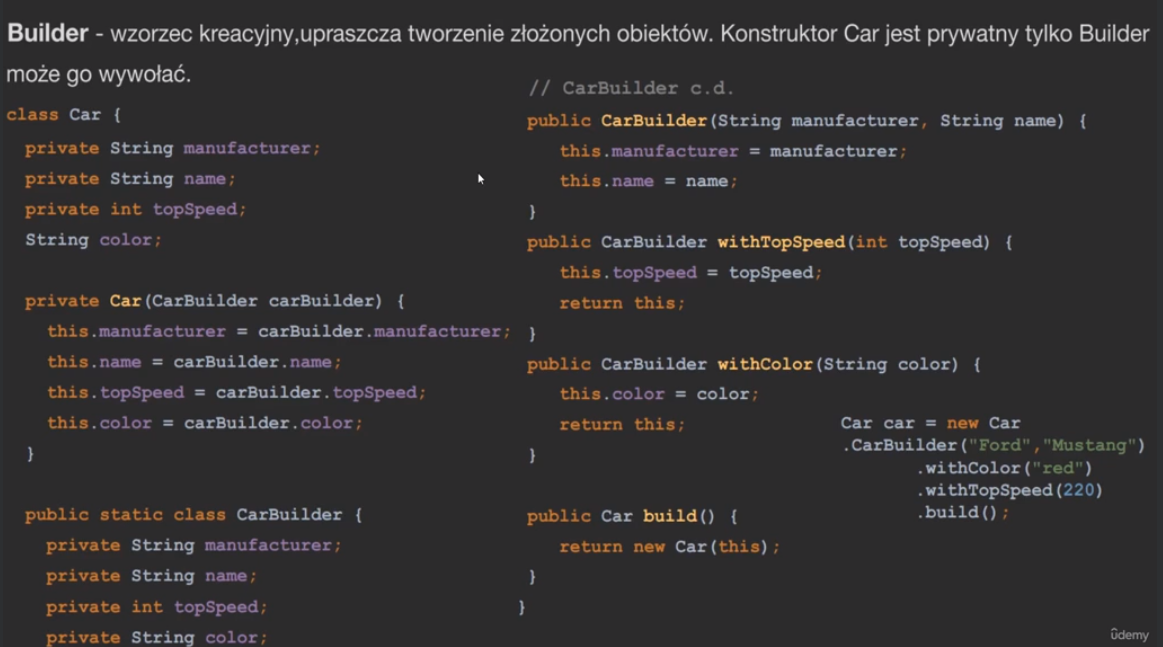 Builder - wzorzec kreacyjny,upraszcza tworzenie złożonych obiektów. Konstruktor Car jest prywatny tylko Builder
może go wywołać.
class Car {
private String manufacturer;
private String name;
private int topSpeed;
String color;
private Car(CarBuilder carBuilder) {
this.manufacturer = carBuilder.manufacturer;
this.name = carBuilder.name;
this.topSpeed = carBuilder.topSpeed;
this.color = carBuilder.color;
}
public static class CarBuilder {
private String manufacturer;
private String name;
private int topSpeed;
private String color;
// CarBuilder c.d.
public CarBuilder(String manufacturer, String name) {
this.manufacturer = manufacturer;
this.name = name;
}
public CarBuilder withTopSpeed(int topSpeed) {
this.topSpeed = topSpeed;
return this;
}
public CarBuilder withColor(String color) {
this.color = color;
return this;
}
public Car build() {
return new Car(this);
}
}
Car car = new Car
.CarBuilder("Ford","Mustang")
.withColor("red")
.withTopSpeed(220)
.build();
ûdemy